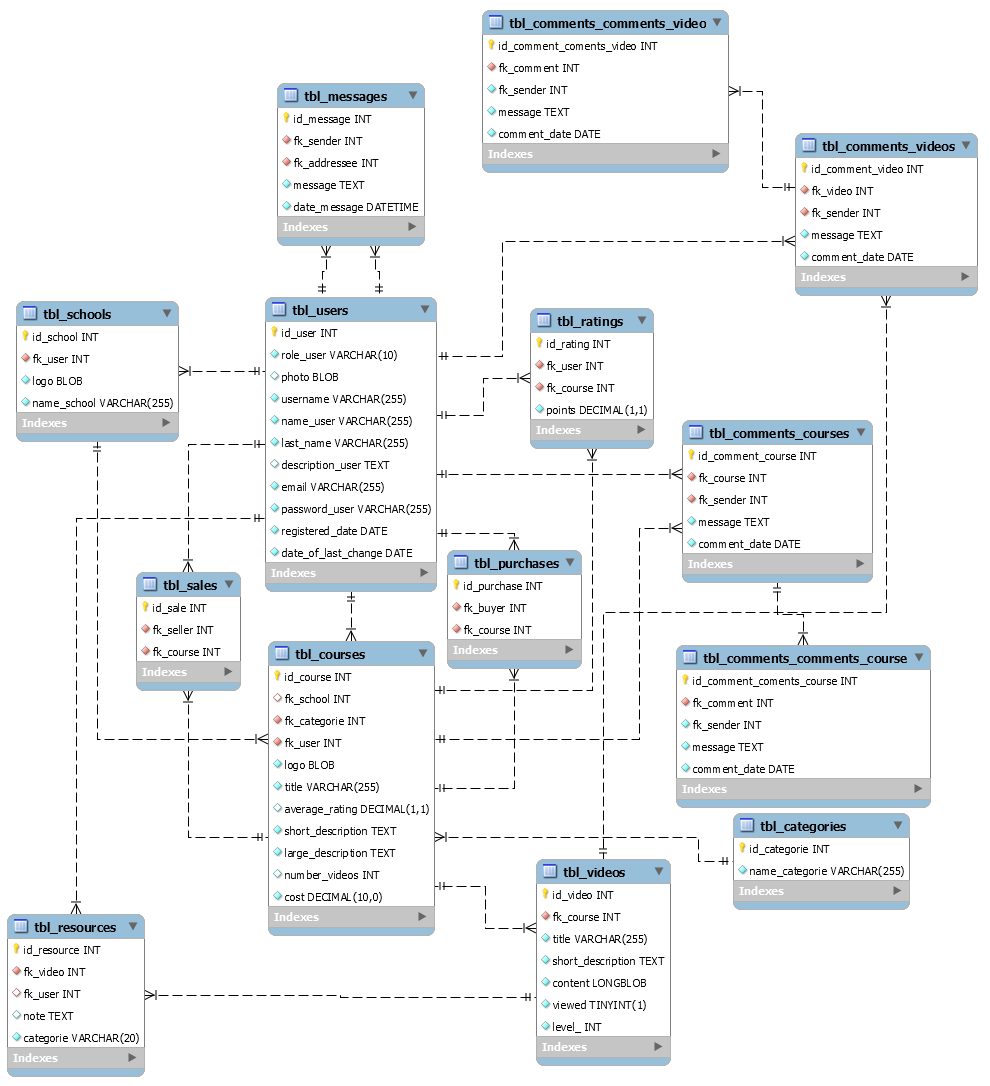 tbl_comments_comments_video
id_comment_coments_video INT
fk_comment INT
fk_sender INT
message TEXT
comment_date DATE
Indexes
tbl_messages
id_message INT
fk_sender INT
fk_addressee INT
message TEXT
date_message DATETIME
Indexes
tbl_comments_videos
id_comment_video INT
fk_video INT
fk_sender INT
message TEXT
comment_date DATE
Indexes
tbl_schools
id_school INT
fk_user INT
logo BLOB
name_school VARCHAR(255)
Indexes
tbl_users
id_user INT
role_user VARCHAR(10)
photo BLOB
username VARCHAR(255)
name_user VARCHAR(255)
last_name VARCHAR(255)
description_user TEXT
email VARCHAR(255)
password_user VARCHAR(255)
registered_date DATE
date_of_last_change DATE
Indexes
tbl_ratings
id_rating INT
fk_user INT
fk_course INT
points DECIMAL(1,1)
Indexes
tbl_comments_courses
id_comment_course INT
fk_course INT
fk_sender INT
message TEXT
comment_date DATE
Indexes
tbl_sales
id_sale INT
fk_seller INT
fk_course INT
Indexes
tbl_purchases
id_purchase INT
fk_buyer INT
fk_course INT
Indexes
tbl_courses
id_course INT
fk_school INT
fk_categorie INT
fk_user INT
logo BLOB
title VARCHAR(255)
average_rating DECIMAL(1,1)
short_description TEXT
large_description TEXT
number_videos INT
cost DECIMAL(10,0)
Indexes
tbl_comments_comments_course
id_comment_coments_course INT
fk_comment INT
fk_sender INT
message TEXT
comment_date DATE
Indexes
tbl_categories
id_categorie INT
name_categorie VARCHAR(255)
Indexes
tbl_videos
id_video INT
fk_course INT
title VARCHAR(255)
short_description TEXT
content LONGBLOB
viewed TINYINT(1)
level_ INT
Indexes
tbl_resources
id_resource INT
fk_video INT
fk_user INT
note TEXT
categorie VARCHAR(20)
Indexes